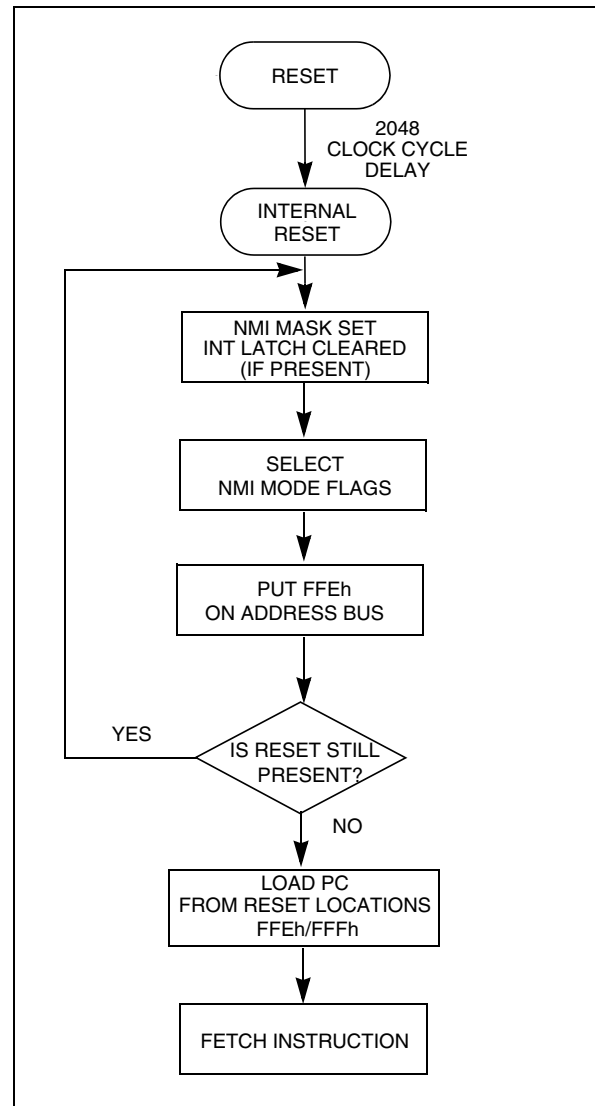 RESET
2048
CLOCK CYCLE
DELAY
INTERNAL
RESET
NMI MASK SET
INT LATCH CLEARED
(IF PRESENT)
SELECT
NMI MODE FLAGS
PUT FFEh
ON ADDRESS BUS
YES
IS RESET STILL
PRESENT?
NO
LOAD PC
FROM RESET LOCATIONS
FFEh/FFFh
FETCH INSTRUCTION